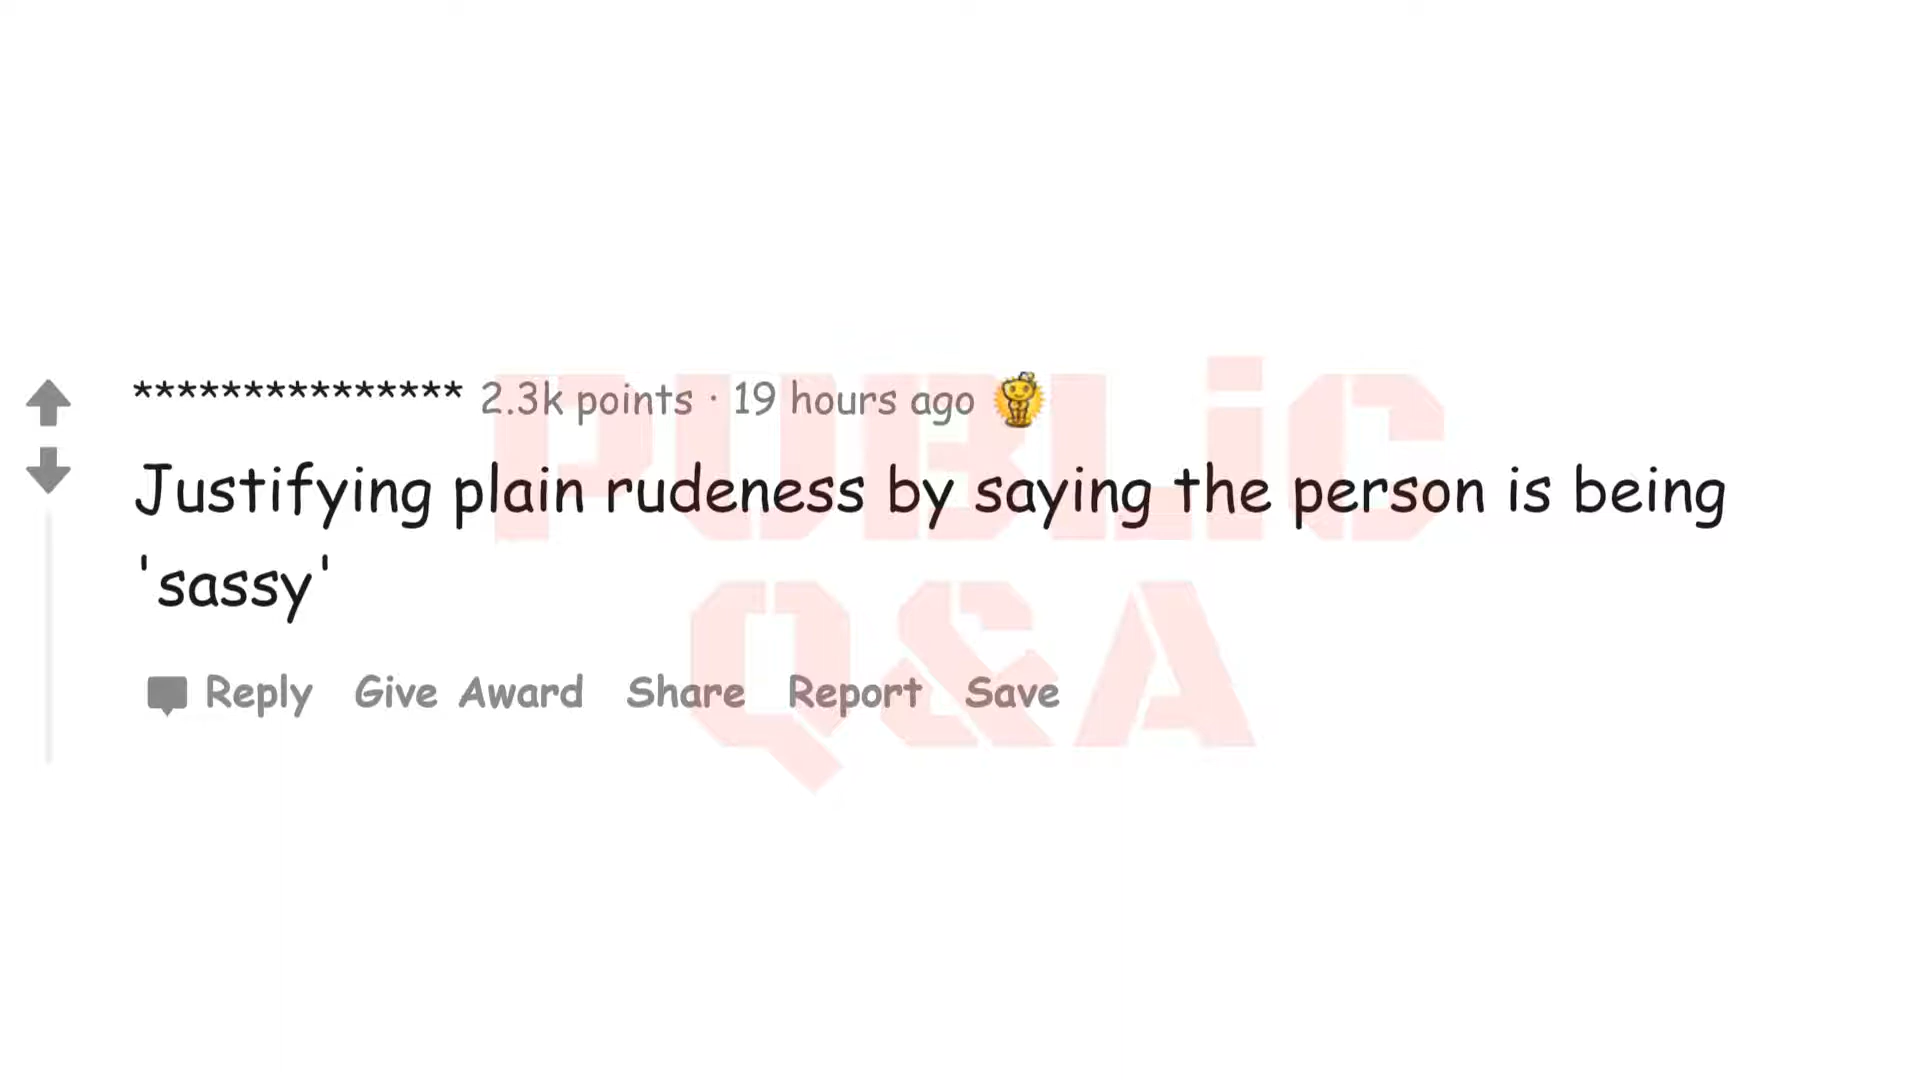 *************** 2.3k points · 19 hours ago
Justifying plain rudeness by saying the person is being
'sassy'
Reply Give Award Share Report Save
PUBLiC
Q&A